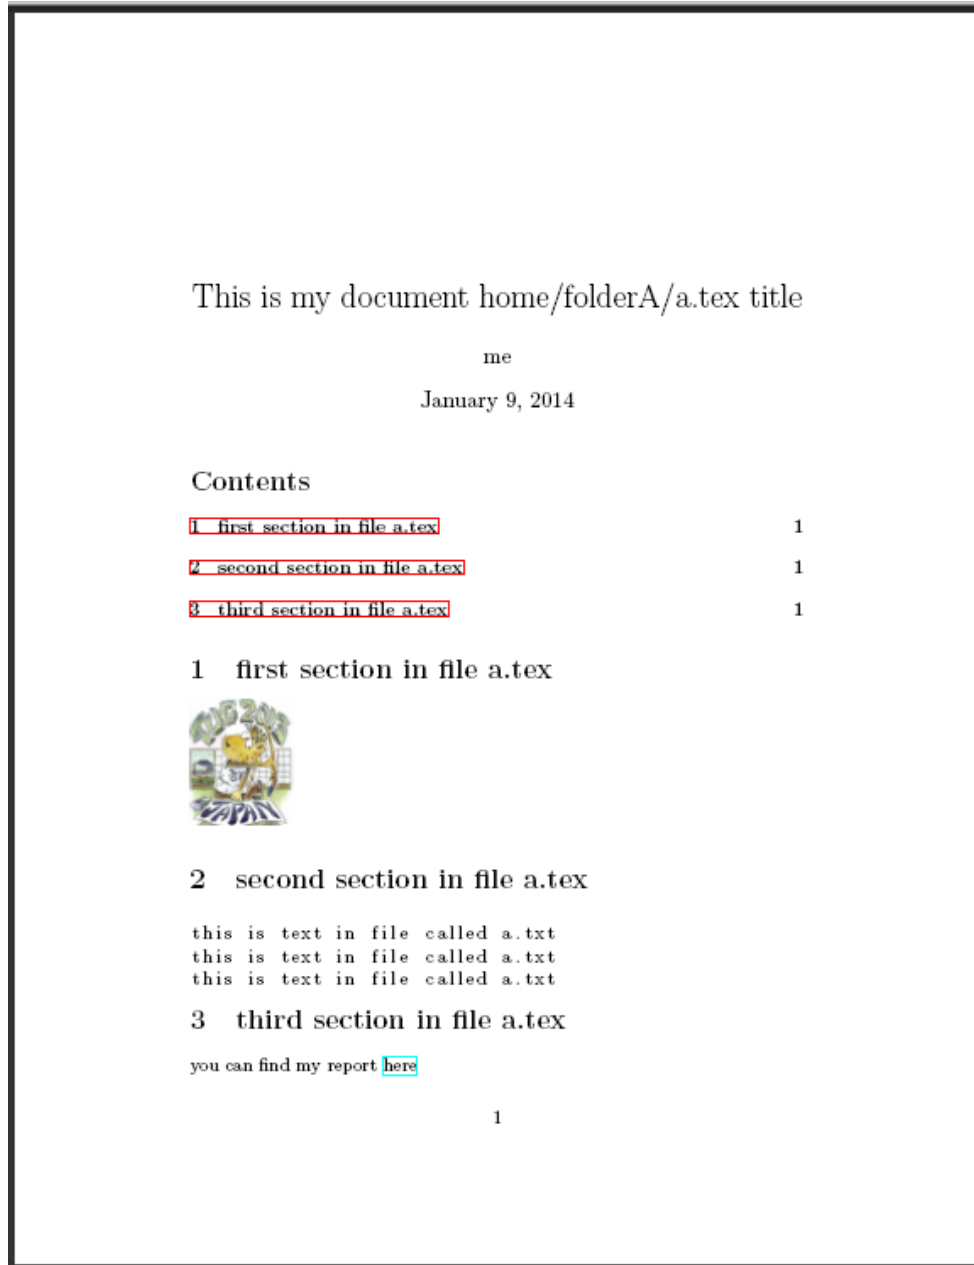 This is my document home/folderA/a.tex title
me
January 9, 2014
Contents
1 first section in file a.tex 1
2 second section in file a.tex 1
3 third section in file a.tex 1
1 first section in file a.tex
TUG 2013
JAPAN
2 second section in file a.tex
this is text in file called a.txt
this is text in file called a.txt
this is text in file called a.txt
3 third section in file a.tex
you can find my report here
1